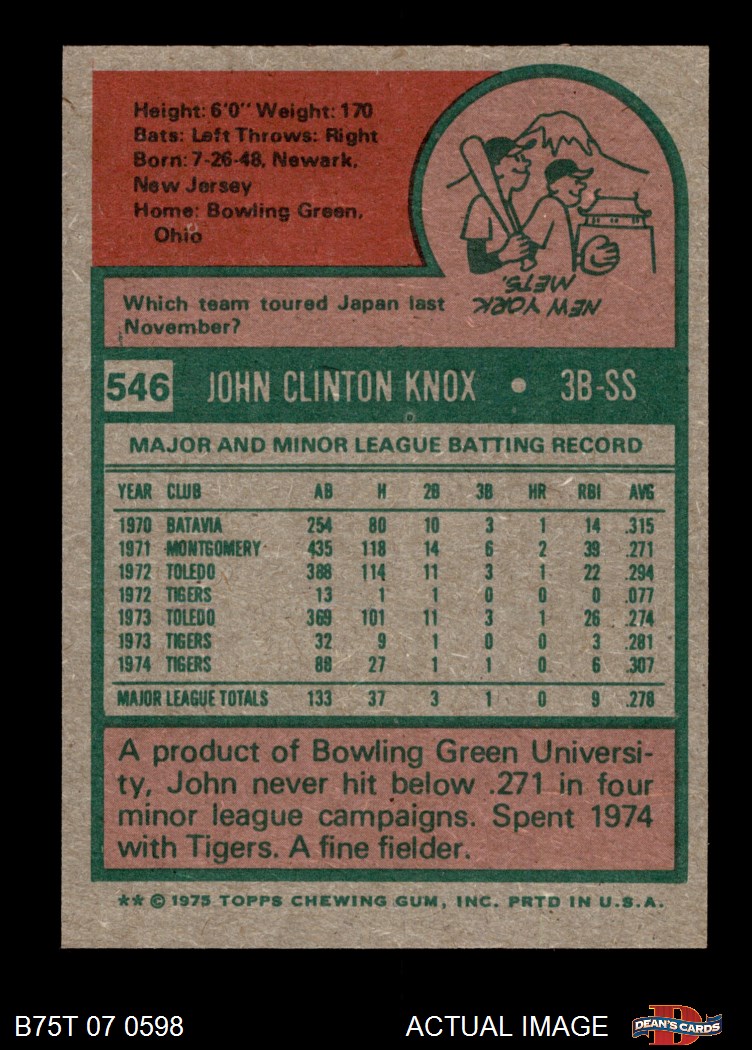 Height: 6'0" Weight: 170
Bats: Left Throws: Right
Born: 7-26-48, Newark,
New Jersey
Home: Bowling Green,
Ohio
NEW YORK
METS.
Which team toured Japan last
November?
546 JOHN CLINTON KNOX • 3B-SS
MAJOR AND MINOR LEAGUE BATTING RECORD
YEAR CLUB AB H 2B 3B HR RBI AVG
1970 BATAVIA 254 80 10 3 1 14 .315
1971 MONTGOMERY 435 118 14 6 2 39 .271
1972 TOLEDO 388 114 11 3 1 22 .294
1972 TIGERS 13 1 1 0 0 0 .077
1973 TOLEDO 369 101 11 3 1 26 .274
1973 TIGERS 32 9 1 0 0 3 .281
1974 TIGERS 88 27 1 1 0 6 .307
MAJOR LEAGUE TOTALS 133 37 3 1 0 9 .278
A product of Bowling Green Universi-
ty, John never hit below .271 in four
minor league campaigns. Spent 1974
with Tigers. A fine fielder.
** © 1975 TOPPS CHEWING GUM, INC. PRTD IN U.S.A.
B75T 07 0598 ACTUAL IMAGE D DEAN'S CARDS